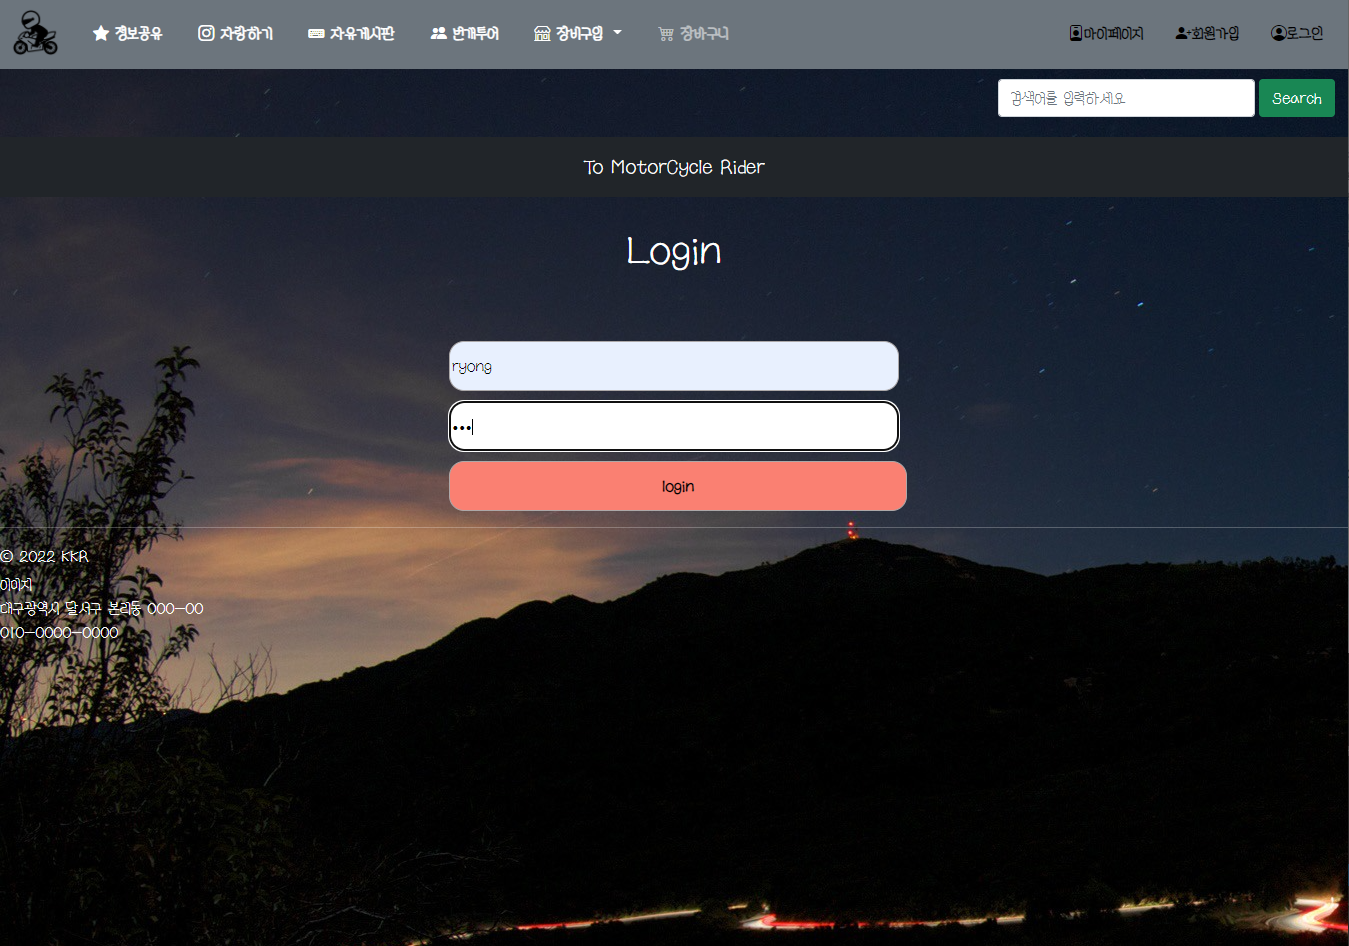 정보공유 자랑하기 자유게시판 번개투어 장비구입 장바구니 마이페이지 회원가입 로그인
검색어를 입력하세요 Search
To MotorCycle Rider
Login
ryong
•••
login
© 2022 KKR
이이지
대구광역시 달서구 본리동 000-00
010-0000-0000